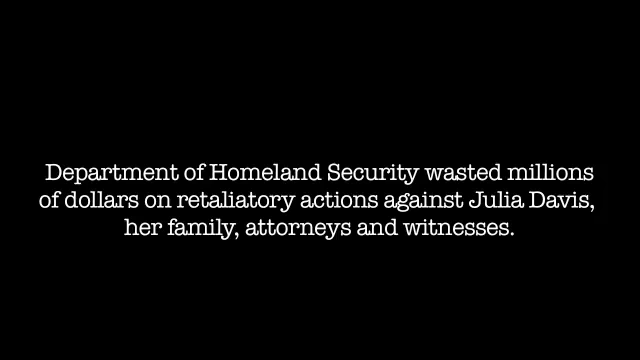 Department of Homeland Security wasted millions
of dollars on retaliatory actions against Julia Davis,
her family, attorneys and witnesses.